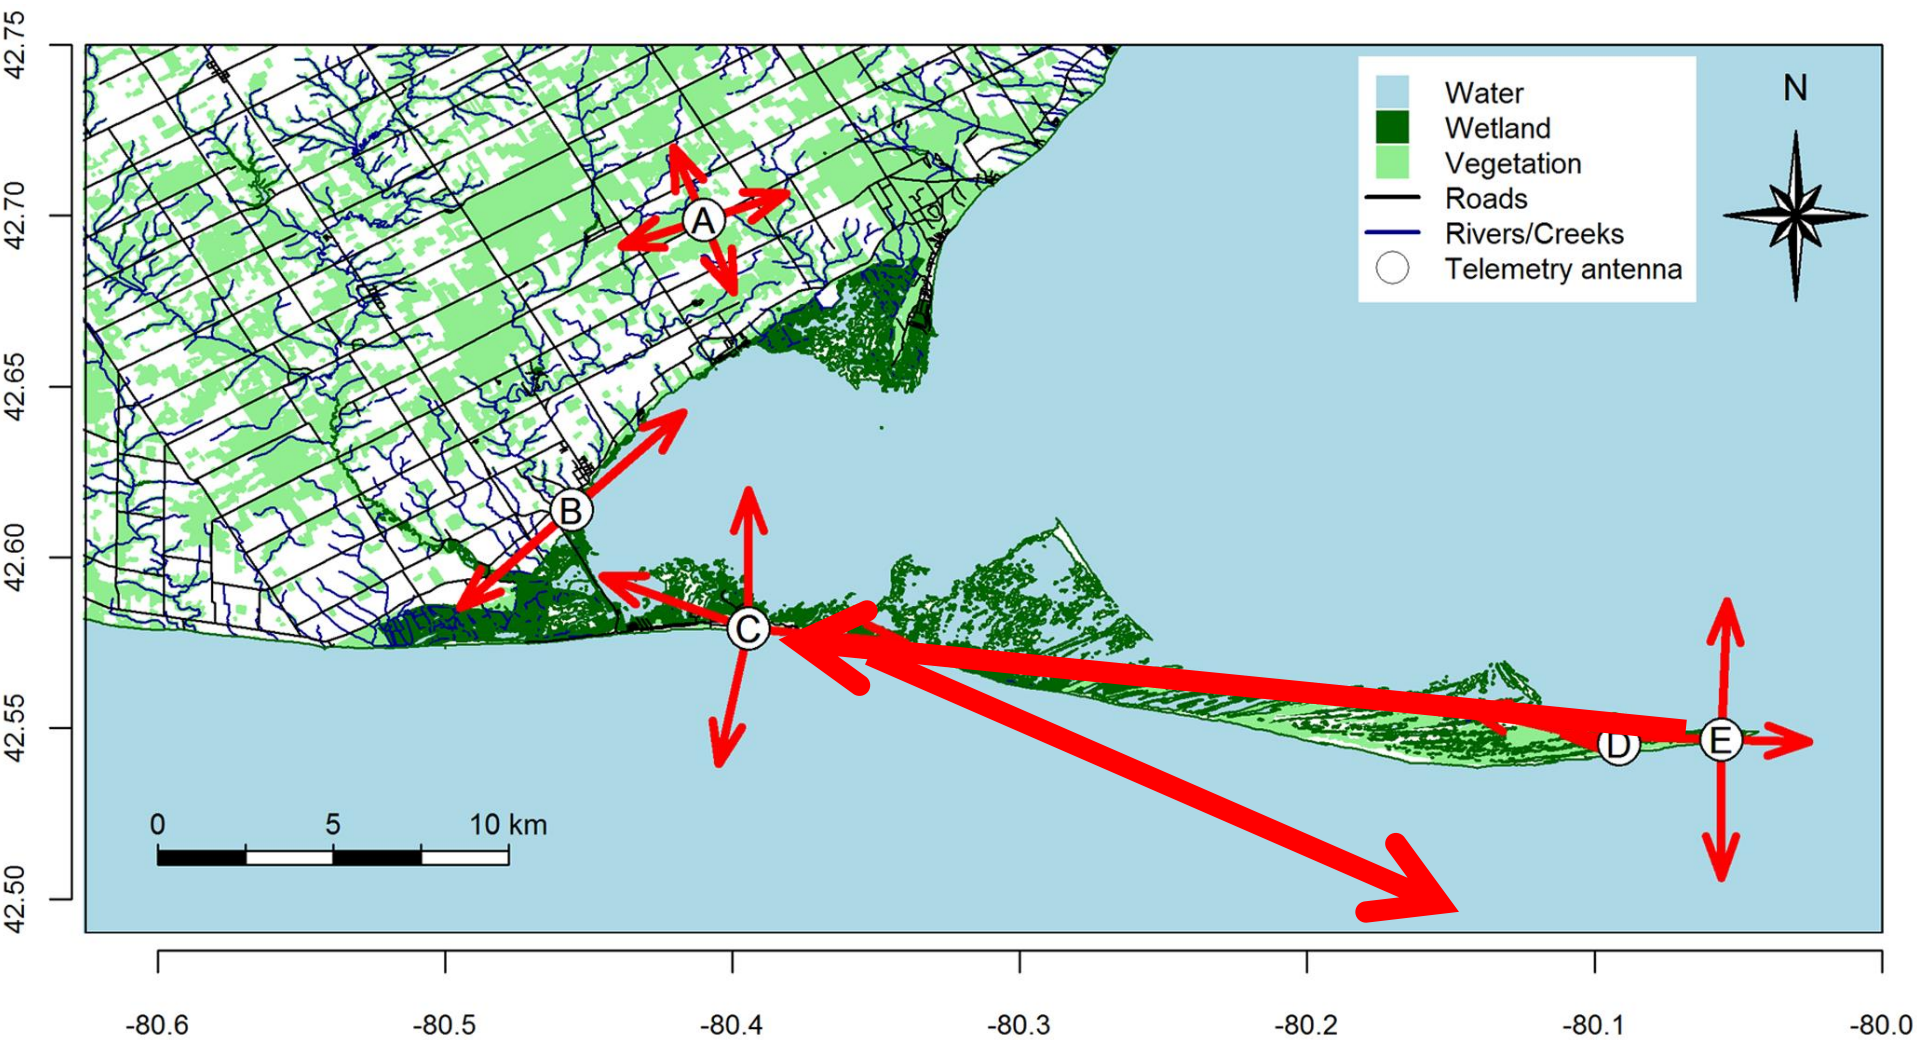 42.75
42.70
42.65
42.60
42.55
42.50
Water
Wetland
Vegetation
Roads
Rivers/Creeks
Telemetry antenna
N
A
B
C
D
E
0 5 10 km
-80.6 -80.5 -80.4 -80.3 -80.2 -80.1 -80.0